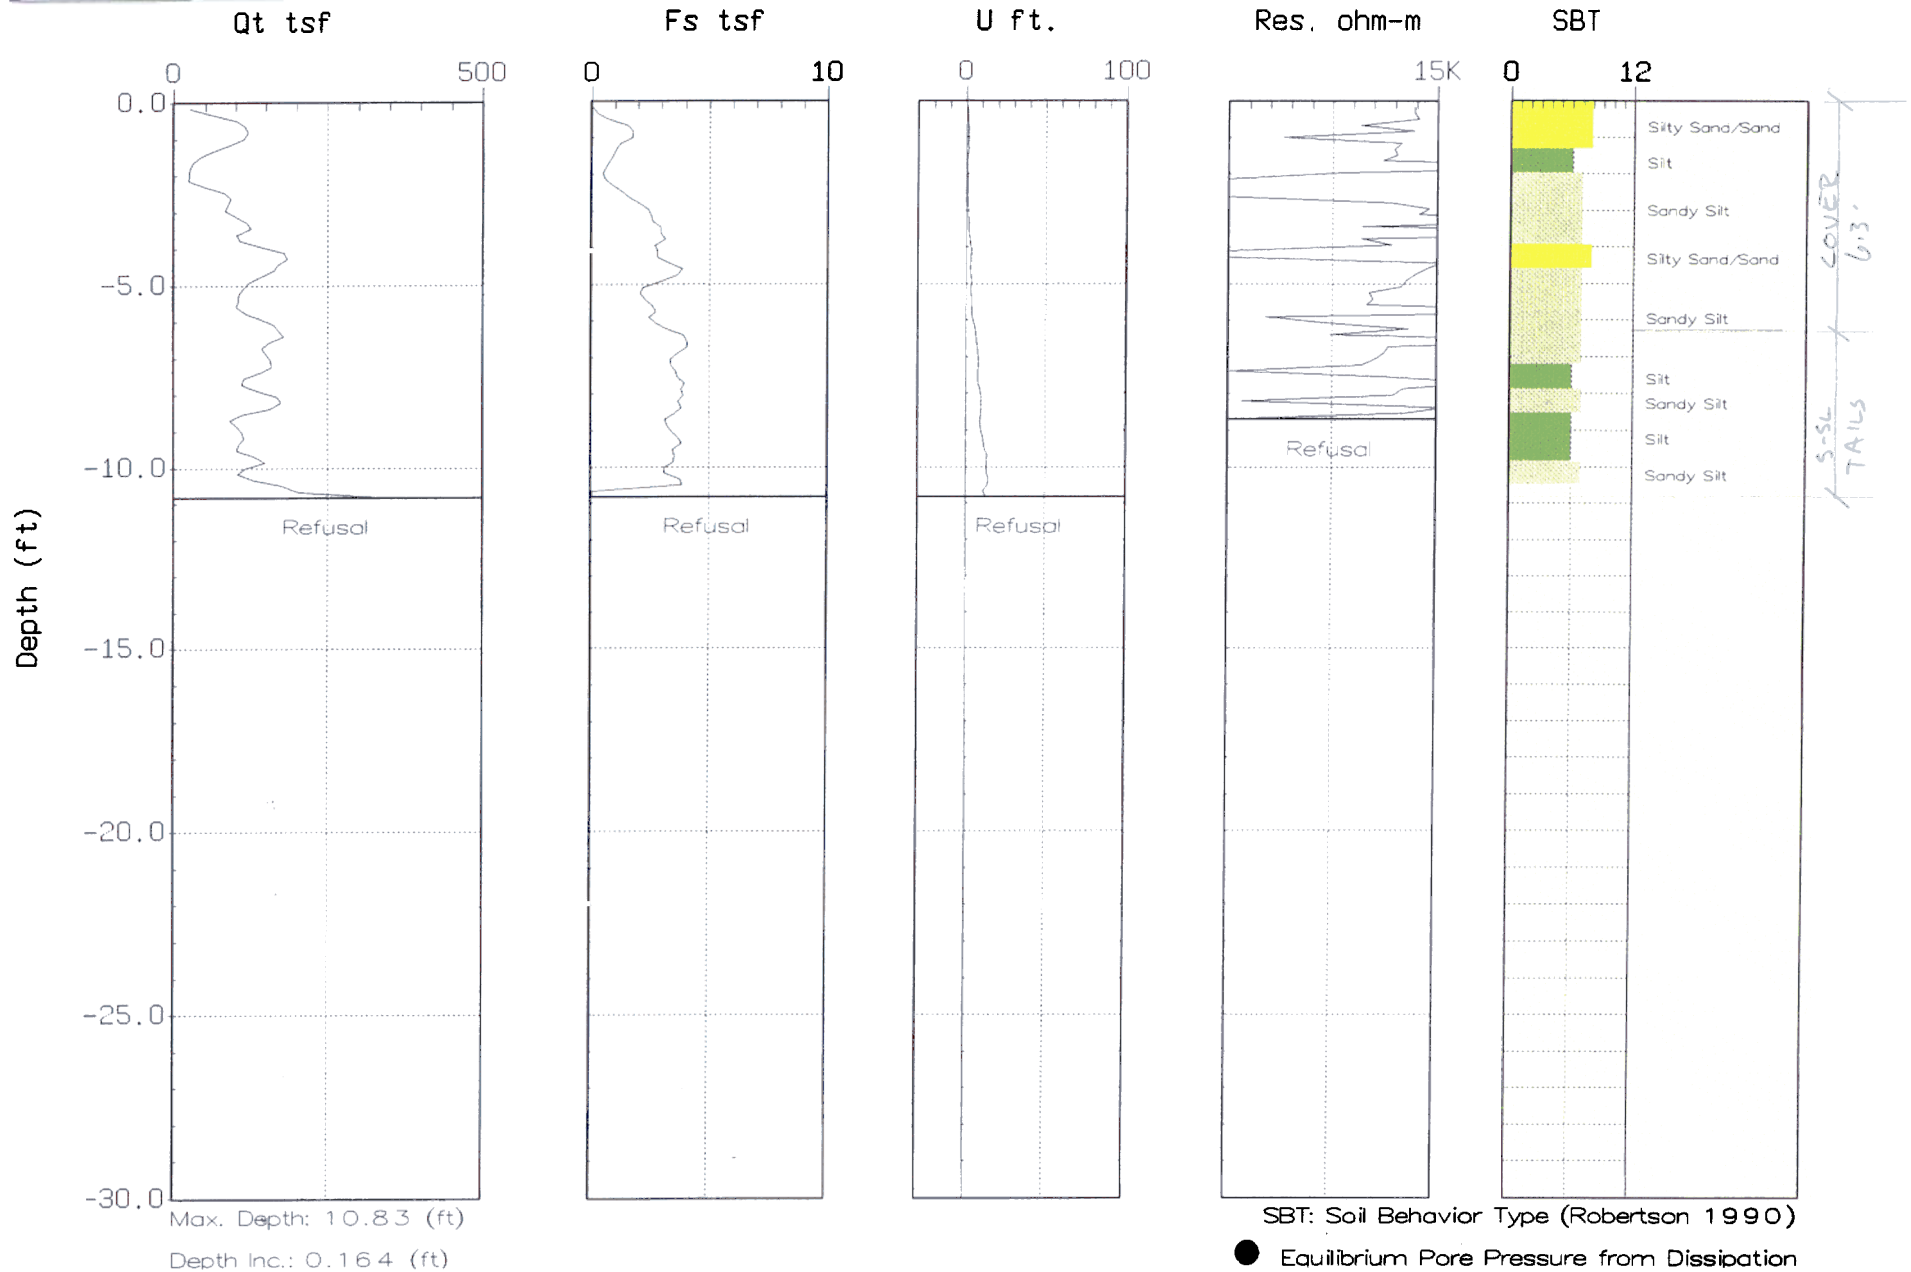 Qt tsf Fs tsf U ft. Res. ohm-m SBT
0 500 0 10 0 100 15K 0 12
0.0
Silty Sand/Sand
Silt
Sandy Silt
COVER
6.3'
Silty Sand/Sand
-5.0
Sandy Silt
Silt
Sandy Silt
S-SL
TAILS
Silt
Refusal
-10.0
Sandy Silt
Refusal Refusal Refusal
Depth (ft)
-15.0
-20.0
-25.0
-30.0
Max. Depth: 10.83 (ft)
SBT: Soil Behavior Type (Robertson 1990)
Depth Inc.: 0.164 (ft)
Equilibrium Pore Pressure from Dissipation